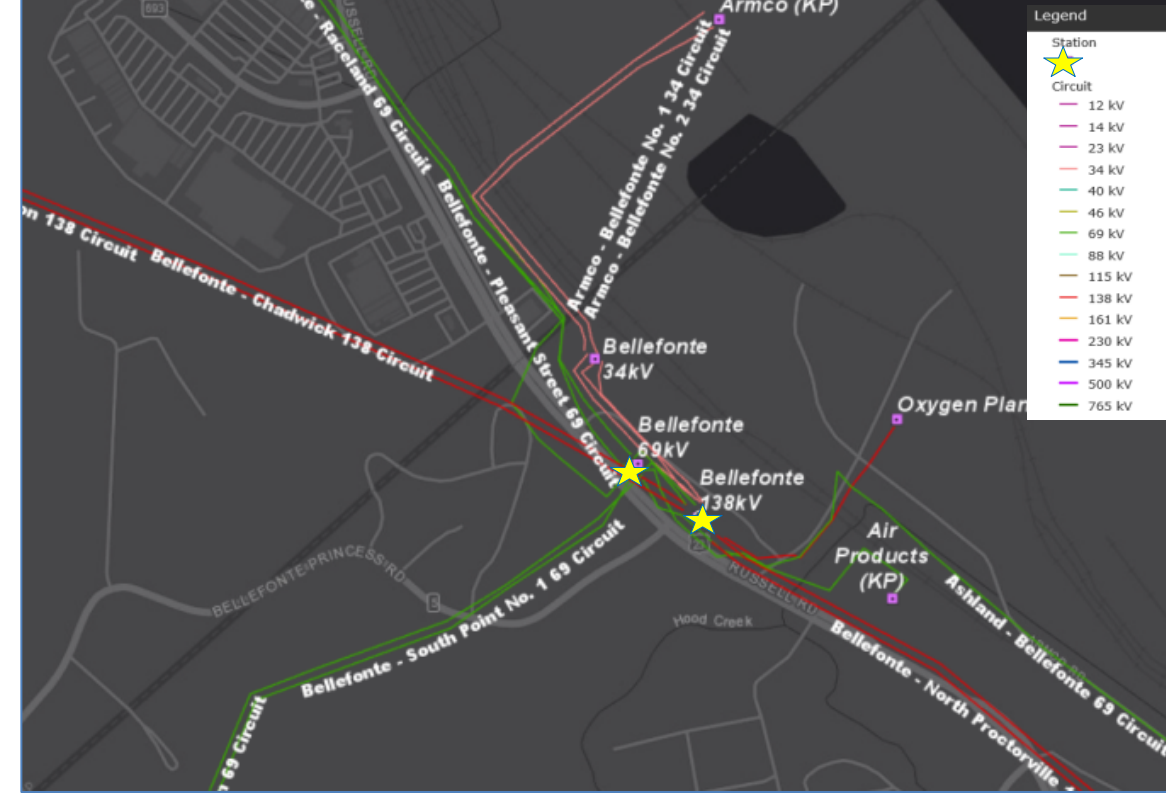 693
Armco (KP)
RUSSELL RD
e - Raceland 69 Circuit
Armco - Bellefonte No. 1 34 Circuit
Armco - Bellefonte No. 2 34 Circuit
Bellefonte - Pleasant Street 69 Circuit
on 138 Circuit
Bellefonte - Chadwick 138 Circuit
Bellefonte
34kV
Oxygen Plan
Bellefonte
69kV
Bellefonte
138kV
Air
Products
(KP)
BELLEFONTE PRINCESS RD
RUSSELL RD
Hood Creek
Bellefonte - South Point No. 1 69 Circuit
Ashland - Bellefonte 69 Circuit
Bellefonte - North Proctorville
69 Circuit
Legend
Station
Circuit
12 kV
14 kV
23 kV
34 kV
40 kV
46 kV
69 kV
88 kV
115 kV
138 kV
161 kV
230 kV
345 kV
500 kV
765 kV